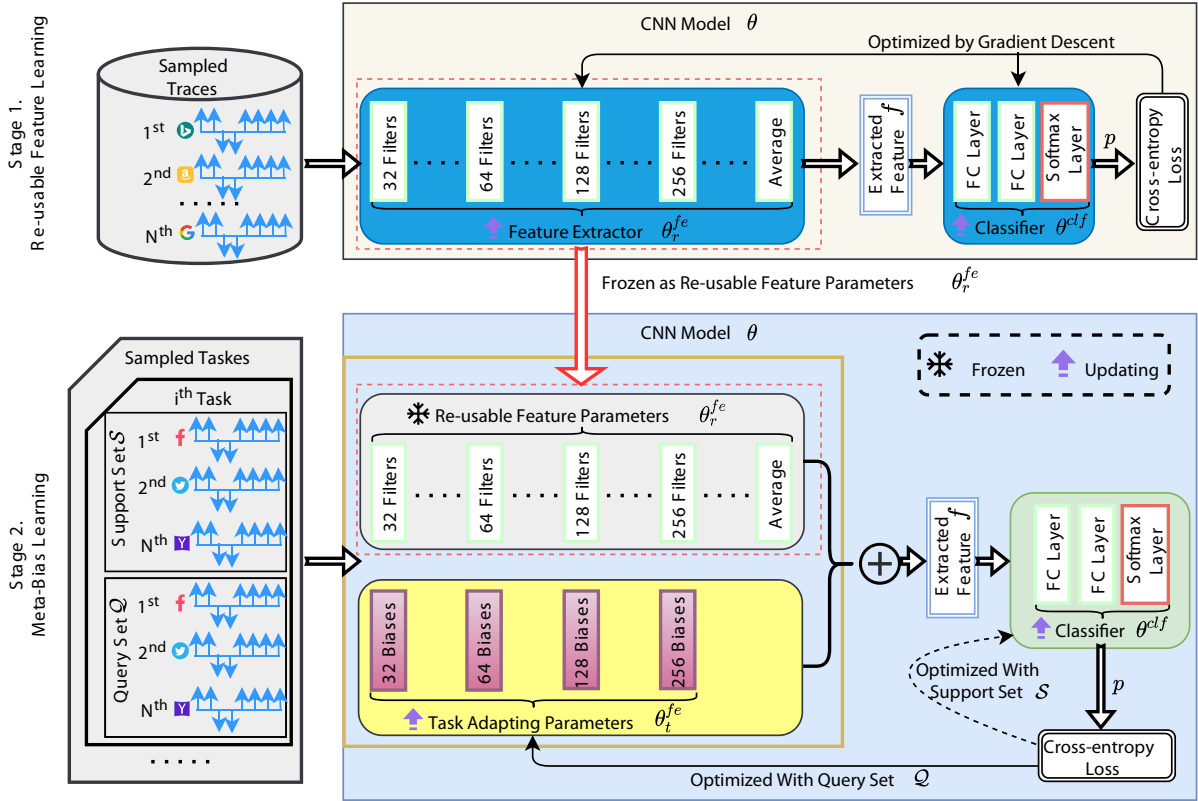 Stage 1.
Re-usable Feature Learning
Sampled
Traces
1st
2nd
.....
Nth
CNN Model θ
Optimized by Gradient Descent
32 Filters
64 Filters
128 Filters
256 Filters
Average
Feature Extractor θ_r^{fe}
Extracted
Feature f
FC Layer
FC Layer
Softmax
Layer
Classifier θ^{clf}
p
Cross-entropy
Loss
Frozen as Re-usable Feature Parameters θ_r^{fe}
Stage 2.
Meta-Bias Learning
Sampled Taskes
ith Task
Support Set S
1st
2nd
Nth
Query Set Q
1st
2nd
Nth
.....
CNN Model θ
Frozen
Updating
Re-usable Feature Parameters θ_r^{fe}
32 Filters
64 Filters
128 Filters
256 Filters
Average
32 Biases
64 Biases
128 Biases
256 Biases
Task Adapting Parameters θ_t^{fe}
+
Extracted
Feature f
FC Layer
FC Layer
Softmax
Layer
Classifier θ^{clf}
Optimized With
Support Set S
p
Cross-entropy
Loss
Optimized With Query Set Q